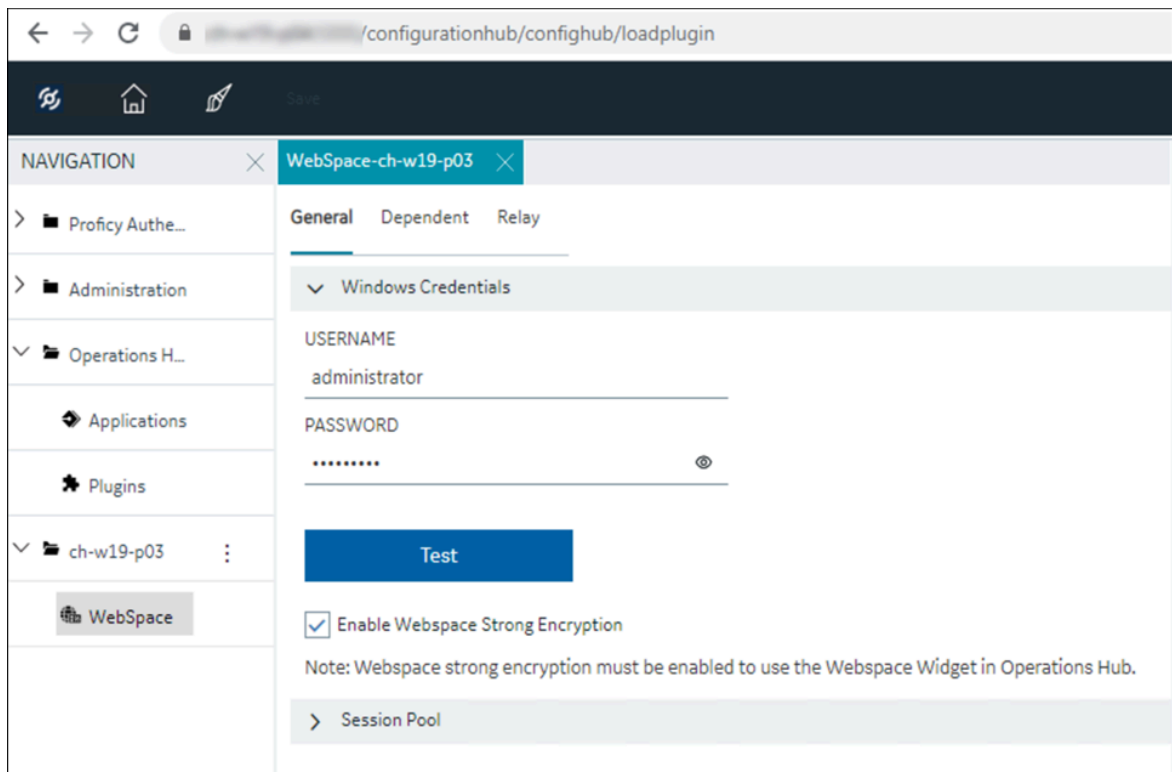 /configurationhub/confighub/loadplugin
Save
NAVIGATION
WebSpace-ch-w19-p03
Proficy Authe...
Administration
Operations H...
Applications
Plugins
ch-w19-p03
WebSpace
General Dependent Relay
Windows Credentials
USERNAME
administrator
PASSWORD
•••••••••
Test
Enable Webspace Strong Encryption
Note: Webspace strong encryption must be enabled to use the Webspace Widget in Operations Hub.
Session Pool